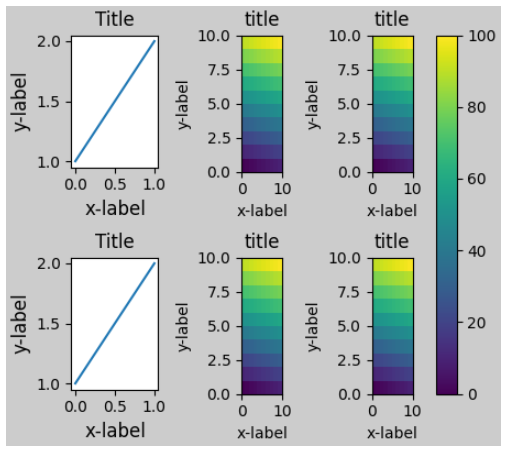 Title title title
2.0 10.0 10.0 100
y-label 1.5 y-label 7.5 y-label 7.5 80
5.0 5.0
2.5 2.5 60
1.0 0.0 0.0
0.0 0.5 1.0 0 10 0 10
x-label x-label x-label
Title title title 40
2.0 10.0 10.0
y-label 1.5 y-label 7.5 y-label 7.5
5.0 5.0 20
2.5 2.5
1.0 0.0 0.0 0
0.0 0.5 1.0 0 10 0 10
x-label x-label x-label